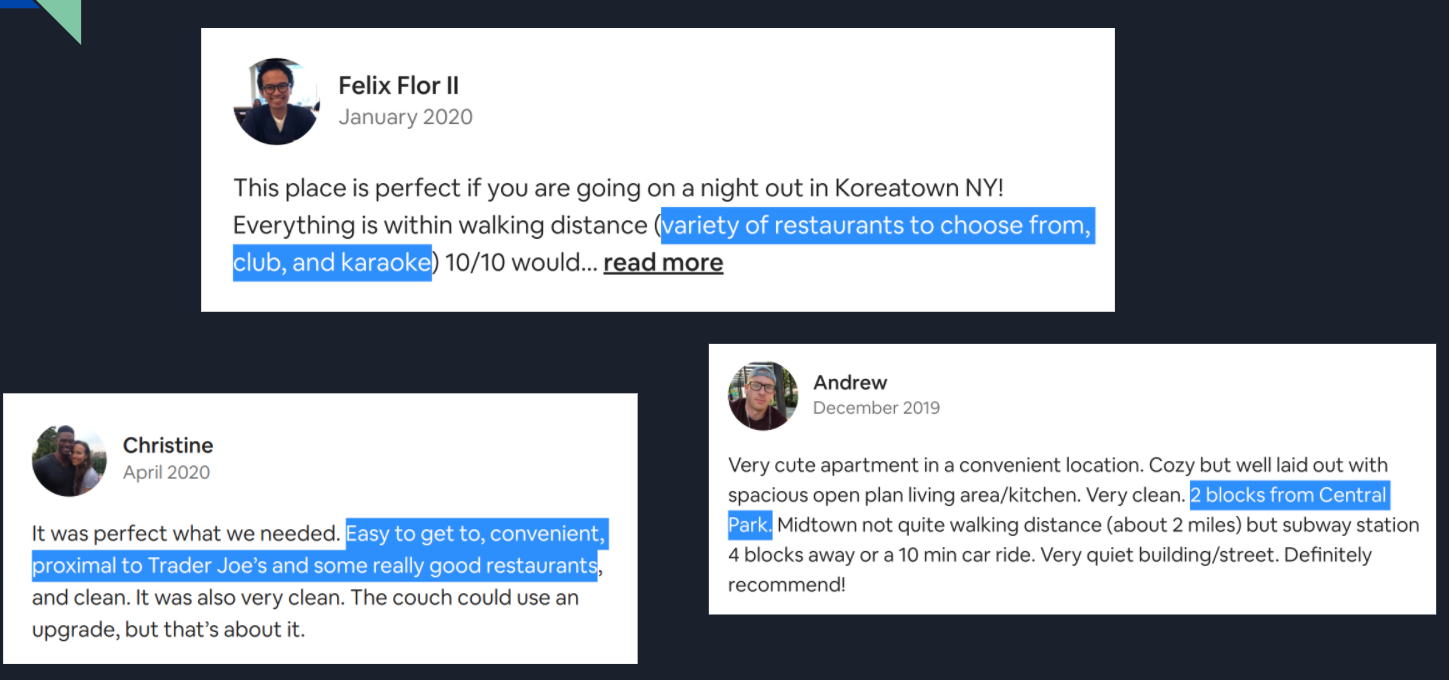 Felix Flor II
January 2020
This place is perfect if you are going on a night out in Koreatown NY!
Everything is within walking distance (variety of restaurants to choose from,
club, and karaoke) 10/10 would... read more
Christine
April 2020
It was perfect what we needed. Easy to get to, convenient,
proximal to Trader Joe’s and some really good restaurants,
and clean. It was also very clean. The couch could use an
upgrade, but that’s about it.
Andrew
December 2019
Very cute apartment in a convenient location. Cozy but well laid out with
spacious open plan living area/kitchen. Very clean. 2 blocks from Central
Park. Midtown not quite walking distance (about 2 miles) but subway station
4 blocks away or a 10 min car ride. Very quiet building/street. Definitely
recommend!